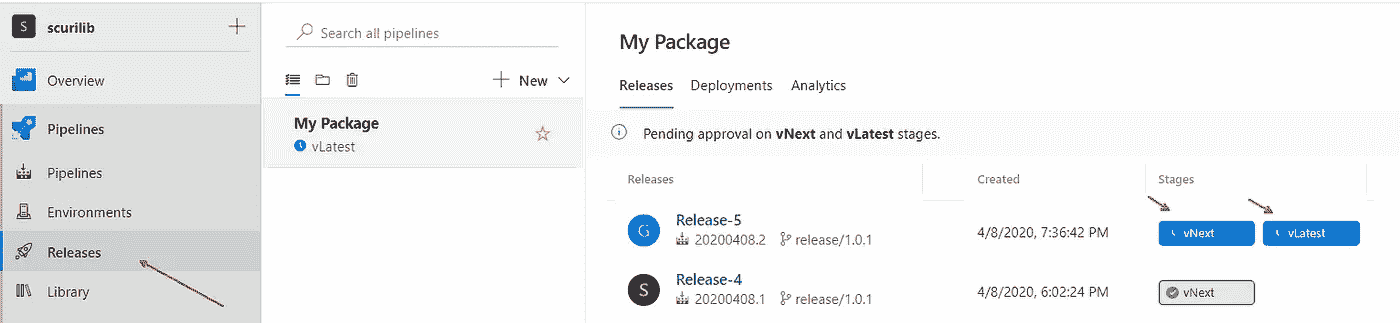 S scurilib
Overview
Pipelines
Pipelines
Environments
Releases
Library
Search all pipelines
New
My Package
vLatest
My Package
Releases Deployments Analytics
Pending approval on vNext and vLatest stages.
Releases Created Stages
G Release-5 4/8/2020, 7:36:42 PM vNext vLatest
20200408.2 release/1.0.1
S Release-4 4/8/2020, 6:02:24 PM vNext
20200408.1 release/1.0.1